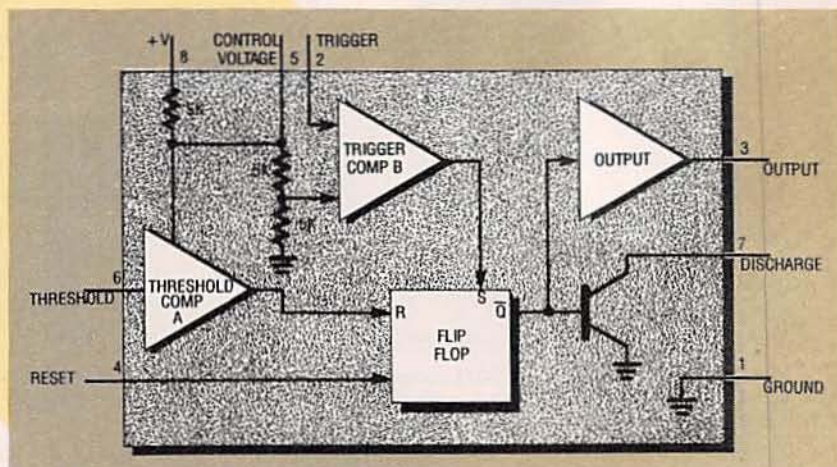 +V
8
CONTROL
VOLTAGE
5
TRIGGER
2
5K
5K
5K
TRIGGER
COMP B
OUTPUT
3
OUTPUT
7
DISCHARGE
6
THRESHOLD
THRESHOLD
COMP
A
R
S
Q̅
FLIP
FLOP
4
RESET
1
GROUND